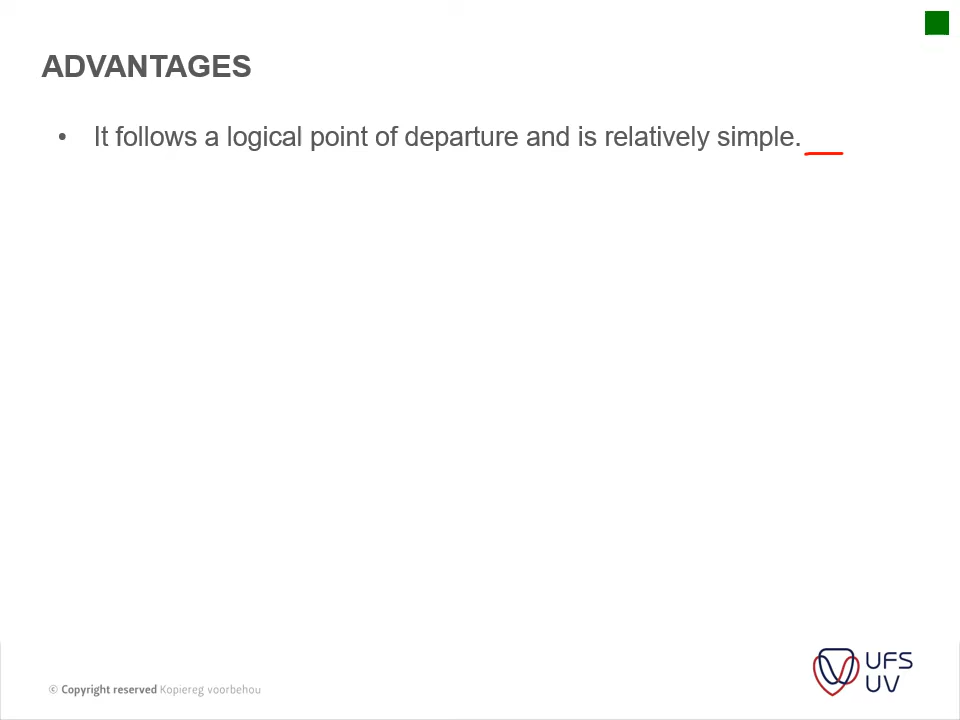 ADVANTAGES
• It follows a logical point of departure and is relatively simple.
© Copyright reserved Kopiereg voorbehou
UFS
UV